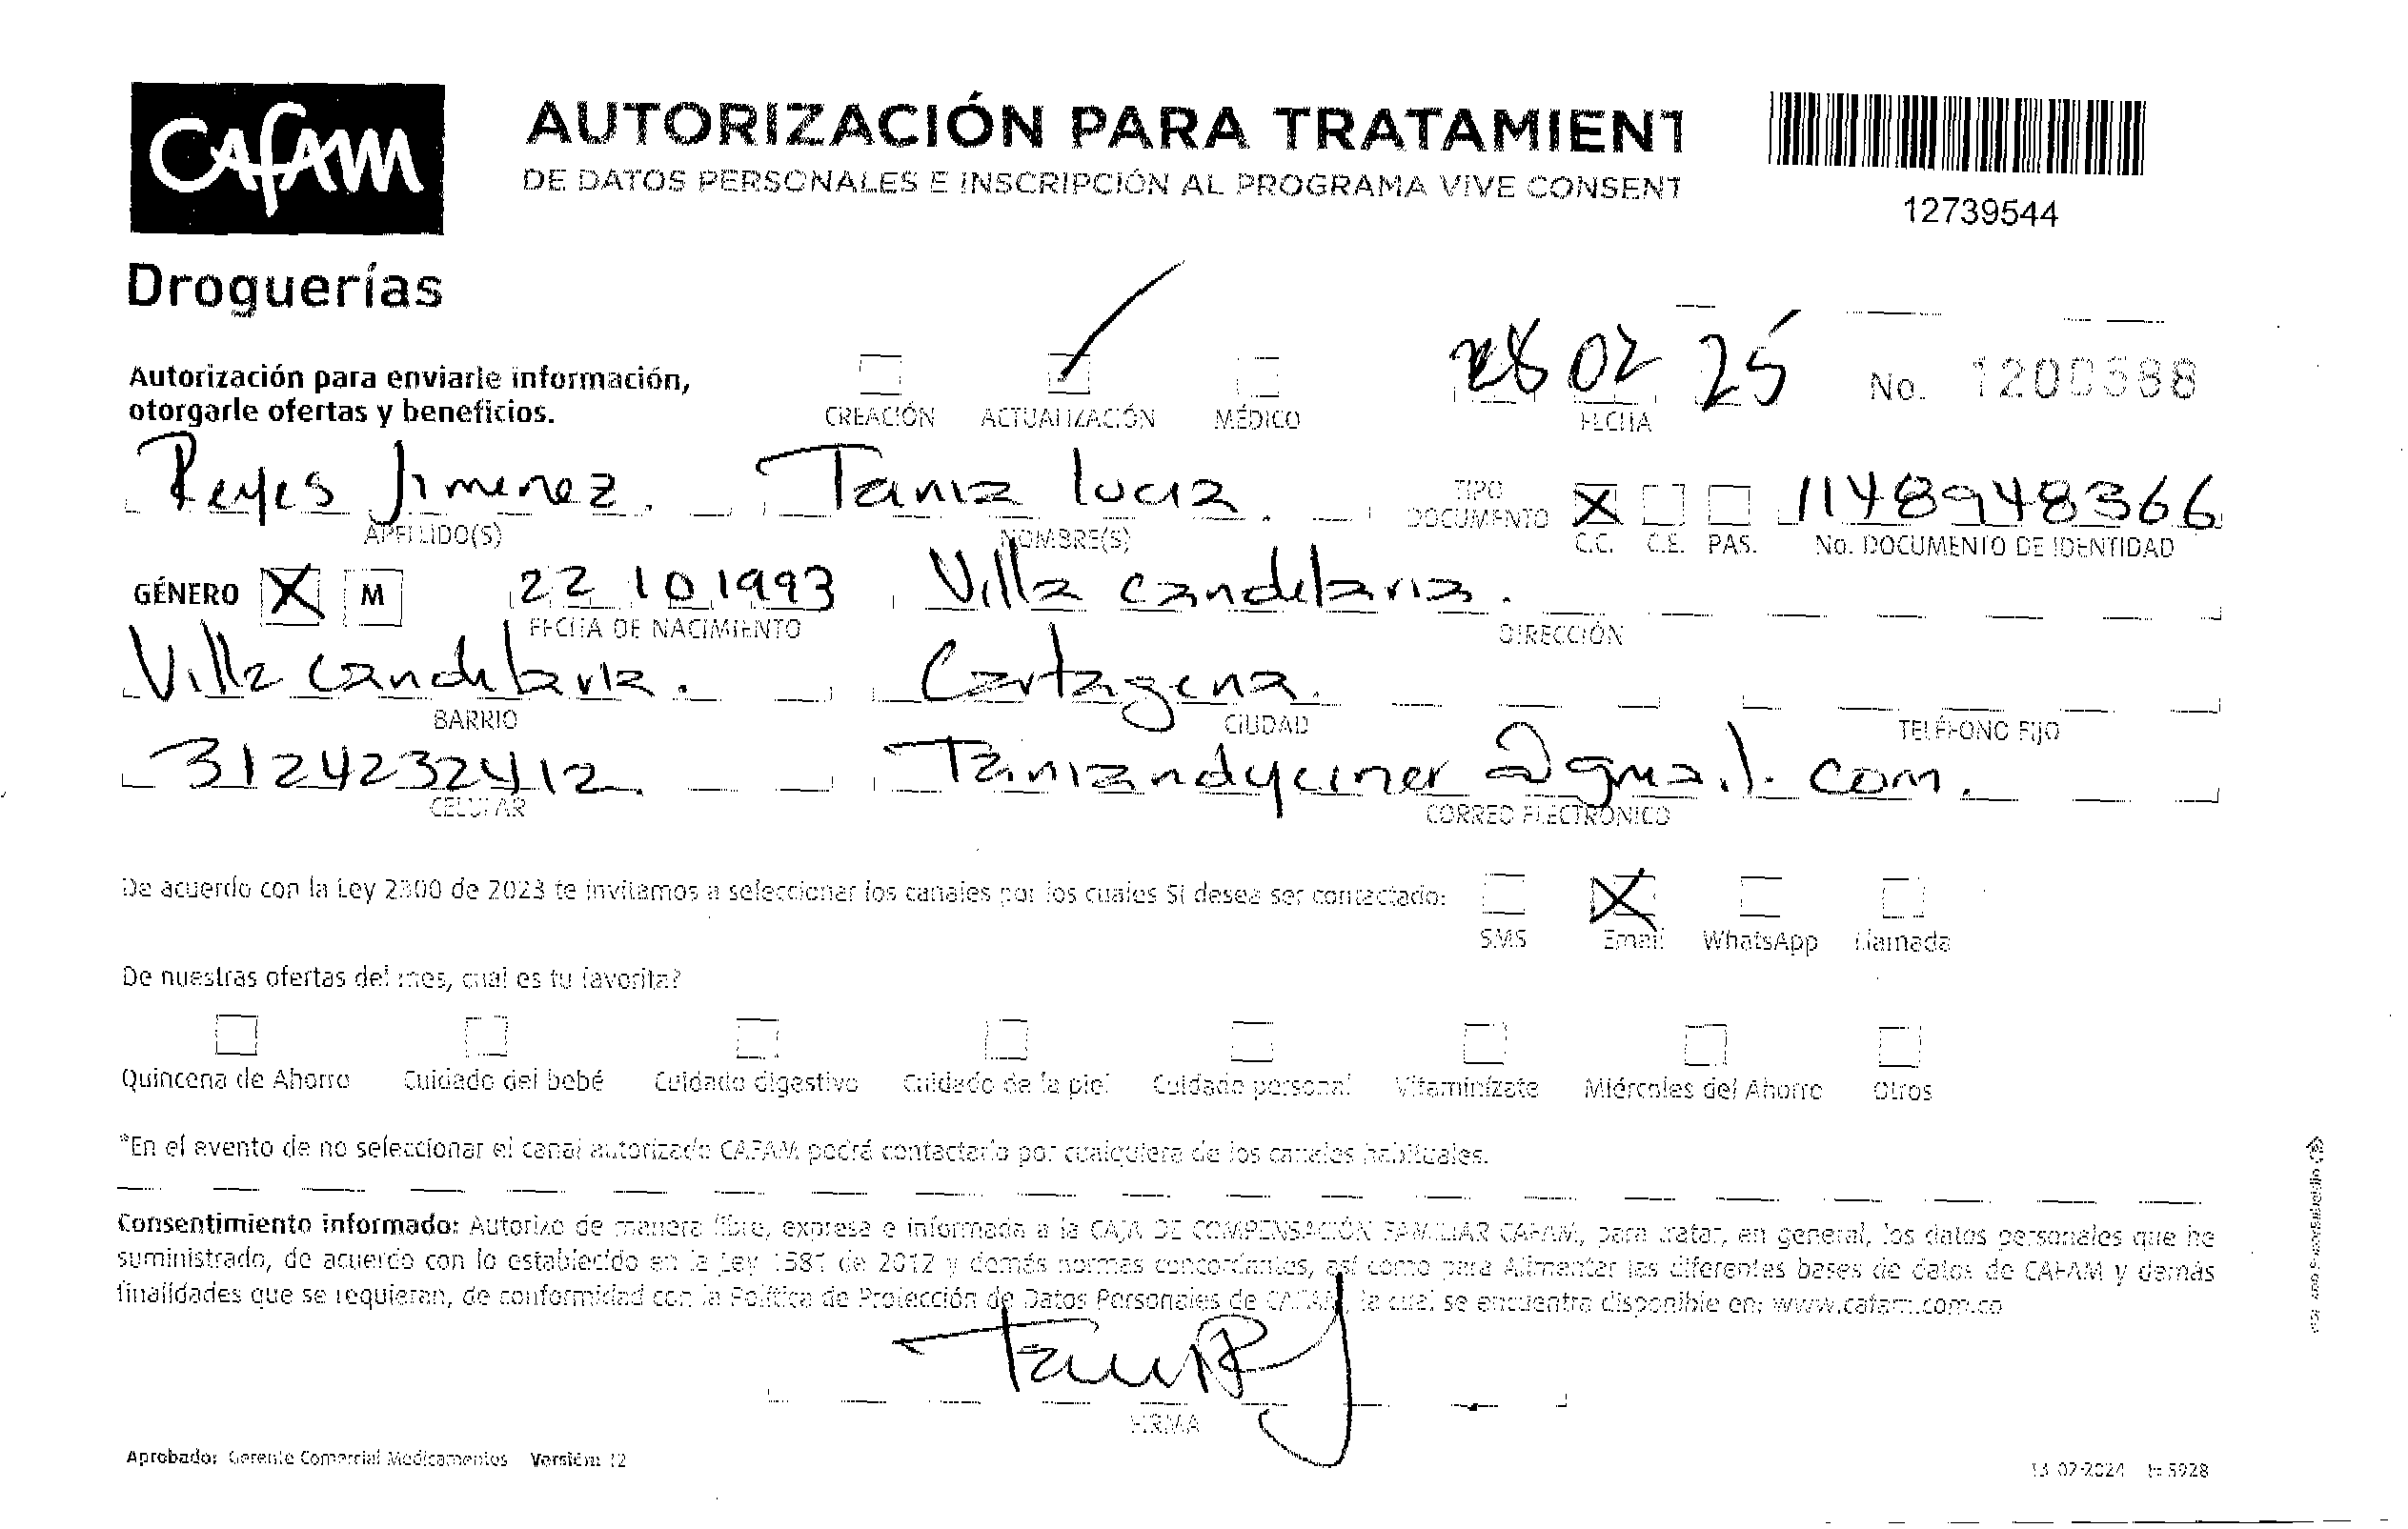 CAFAM
AUTORIZACIÓN PARA TRATAMIENT
DE DATOS PERSONALES E INSCRIPCIÓN AL PROGRAMA VIVE CONSENT
12739544
Droguerías
Autorización para enviarle información,
otorgarle ofertas y beneficios.
CREACIÓN ACTUALIZACIÓN MÉDICO
28 02 25
FECHA
No.
Reyes Jimenez. Tania lucia.
APELLIDO(S) NOMBRE(S)
TIPO DOCUMENTO X C.C. C.E. PAS.
1148948366
No. DOCUMENTO DE IDENTIDAD
GÉNERO X M 22 10 1993 Villa candelaria.
FECHA DE NACIMIENTO DIRECCIÓN
Villa candelaria. Cartagena.
BARRIO CIUDAD TELÉFONO FIJO
3124232412. @gmail.com.
CELULAR CORREO ELECTRÓNICO
De acuerdo con la Ley 2300 de 2023 te invitamos a seleccionar los canales por los cuales SI desea ser contactado:
X
SMS Email WhatsApp Llamada
De nuestras ofertas del mes, cual es tu favorita?
Quincena de Ahorro Cuidado del bebé Cuidado digestivo Cuidado de la piel Cuidado personal Vitamínizate Miércoles del Ahorro Otros
*En el evento de no seleccionar el canal autorizado CAFAM podrá contactarlo por cualquiera de los canales habituales.
Consentimiento informado: Autorizo de manera libre, expresa e informada a la CAJA DE COMPENSACIÓN FAMILIAR CAFAM, para tratar, en general, los datos personales que he
suministrado, de acuerdo con lo establecido en la Ley 1581 de 2012 y demás normas concordantes, así como para Alimentar las diferentes bases de datos de CAFAM y demás
finalidades que se requieran, de conformidad con la Política de Protección de Datos Personales de CAFAM, la cual se encuentra disponible en: www.cafam.com.co
FIRMA
Aprobado: Gerente Comercial Medicamentos Versión: 12
13-02-2024